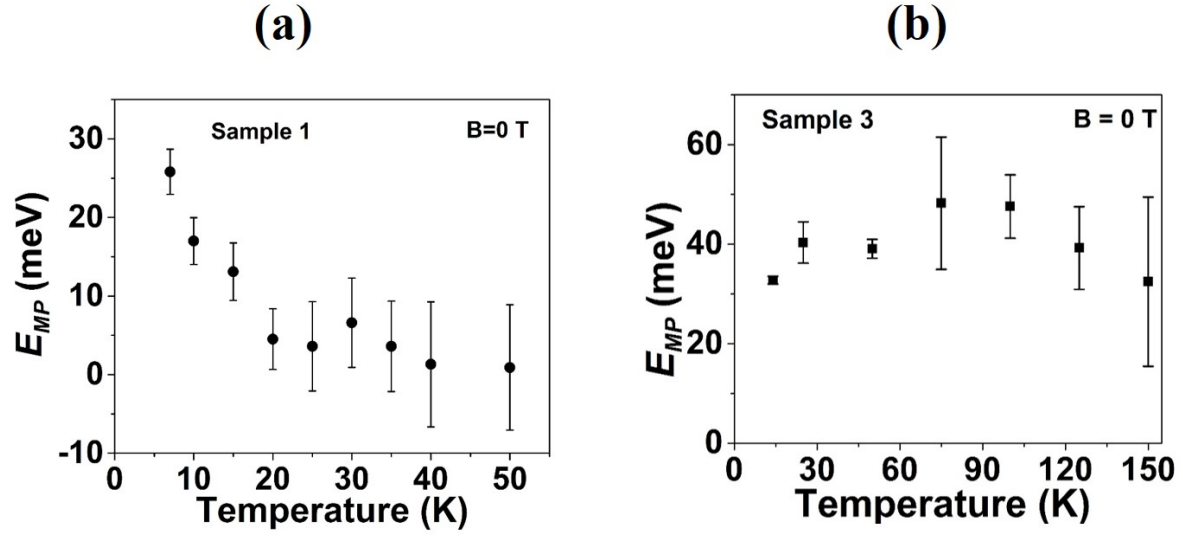 (a)
Sample 1
B=0 T
30
20
10
0
-10
E_MP (meV)
0 10 20 30 40 50
Temperature (K)
(b)
Sample 3
B = 0 T
60
40
20
0
E_MP (meV)
0 30 60 90 120 150
Temperature (K)